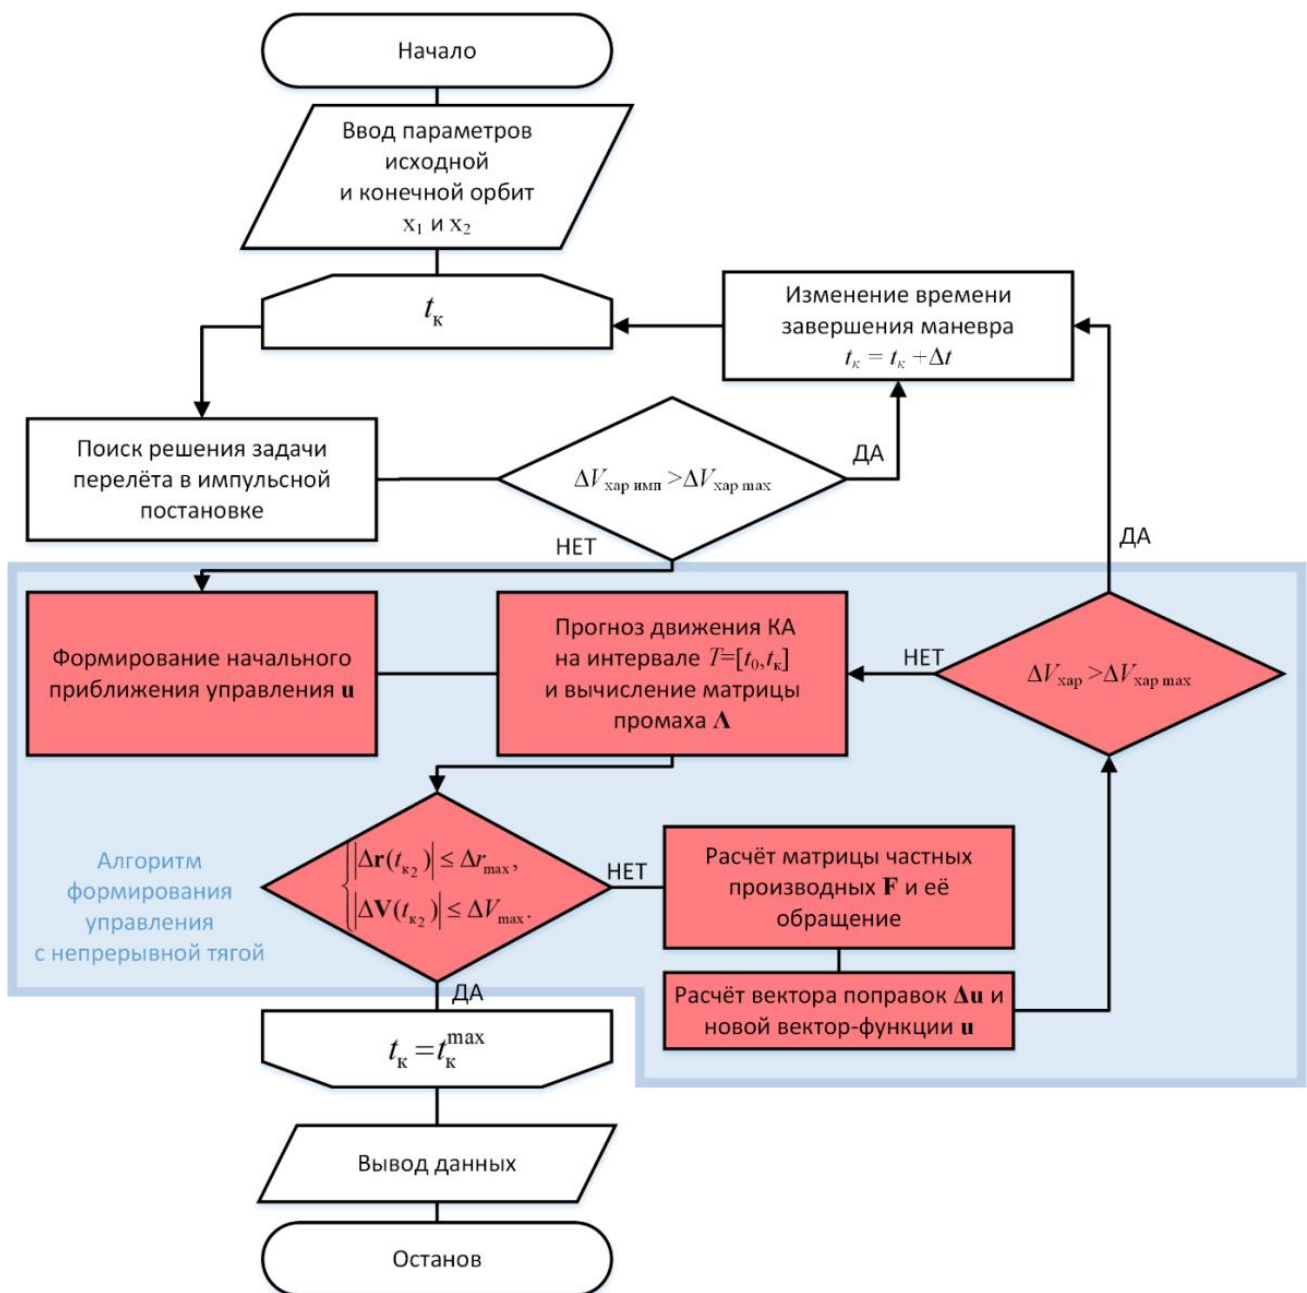 Начало
Ввод параметров
исходной
и конечной орбит
x₁ и x₂
tк
Изменение времени
завершения маневра
tк = tк + Δt
Поиск решения задачи
перелёта в импульсной
постановке
ΔVхар имп >ΔVхар max
ДА
НЕТ
ДА
Формирование начального
приближения управления u
Прогноз движения КА
на интервале T=[t₀,tк]
и вычисление матрицы
промаха Λ
НЕТ
ΔVхар >ΔVхар max
Алгоритм
формирования
управления
с непрерывной тягой
|Δr(tк₂)| ≤ Δrmax,
|ΔV(tк₂)| ≤ ΔVmax.
НЕТ
Расчёт матрицы частных
производных F и её
обращение
Расчёт вектора поправок Δu и
новой вектор-функции u
ДА
tк = tкmax
Вывод данных
Останов